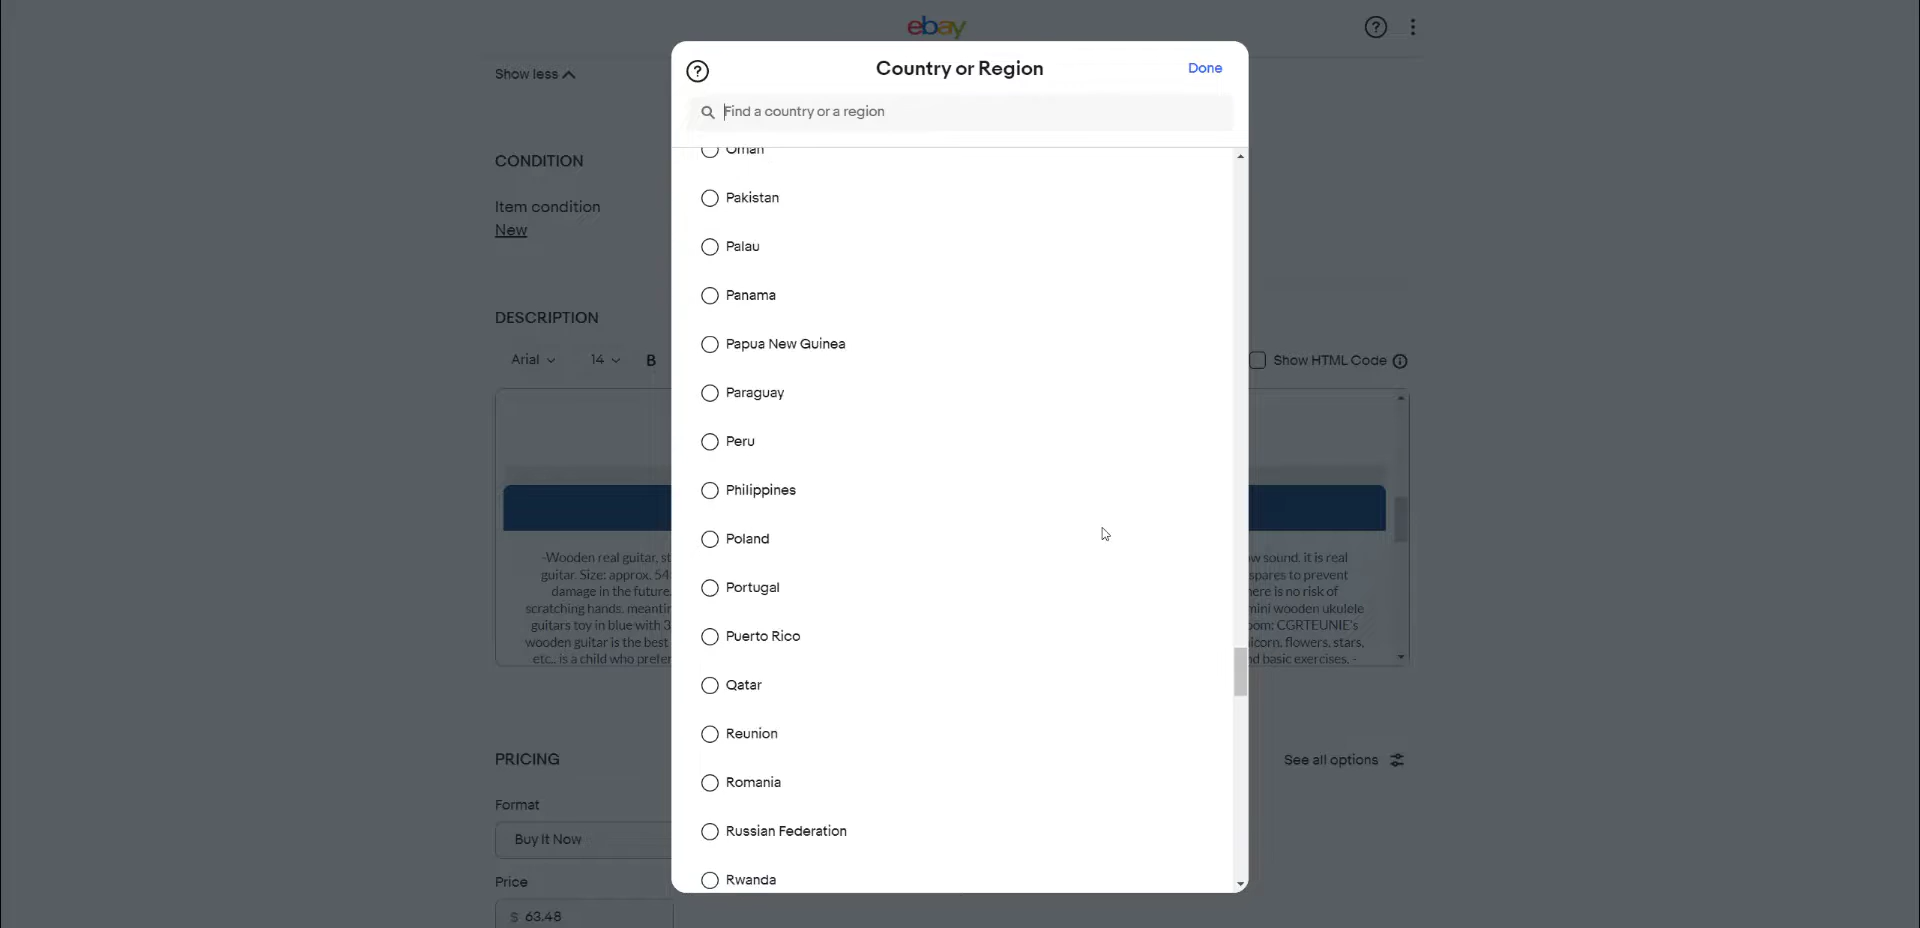 ebay
Show less
Country or Region
Done
Find a country or a region
CONDITION
Item condition
New
Oman
Pakistan
Palau
Panama
Papua New Guinea
Paraguay
Peru
Philippines
Poland
Portugal
Puerto Rico
Qatar
Reunion
Romania
Russian Federation
Rwanda
DESCRIPTION
Arial
14
B
Show HTML Code
-Wooden real guitar, st
guitar. Size: approx. 54
damage in the future.
scratching hands. meanti
guitars toy in blue with 3
wooden guitar is the best
etc.. is a child who prefer
w sound. it is real
spares to prevent
here is no risk of
mini wooden ukulele
oom: CGRTEUNIE's
icorn, flowers, stars,
nd basic exercises. -
PRICING
See all options
Format
Buy It Now
Price
$ 63.48